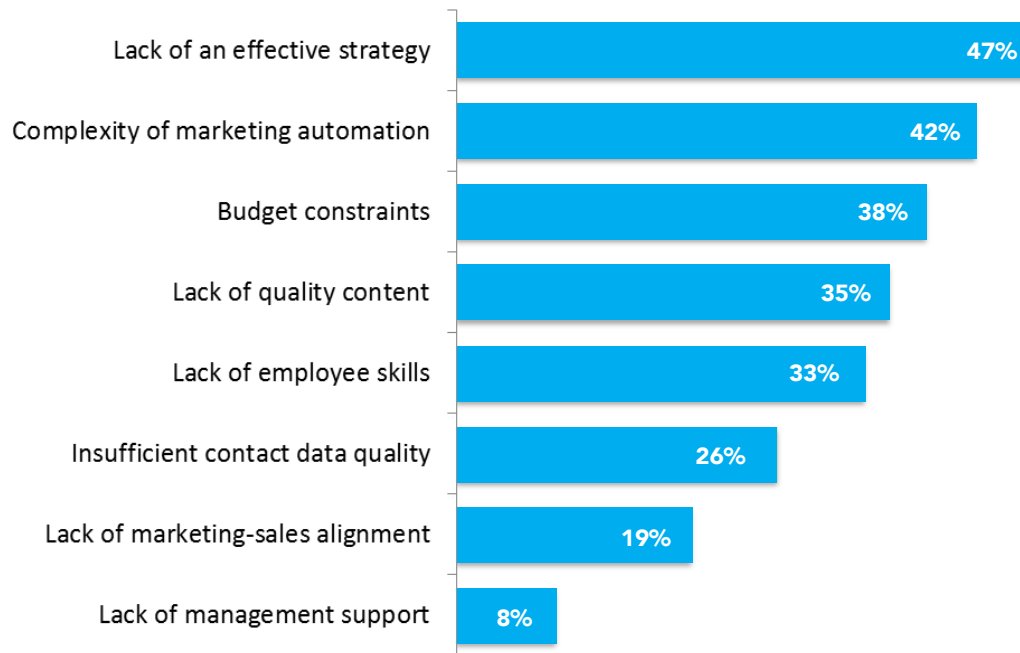 Lack of an effective strategy 47%
Complexity of marketing automation 42%
Budget constraints 38%
Lack of quality content 35%
Lack of employee skills 33%
Insufficient contact data quality 26%
Lack of marketing-sales alignment 19%
Lack of management support 8%